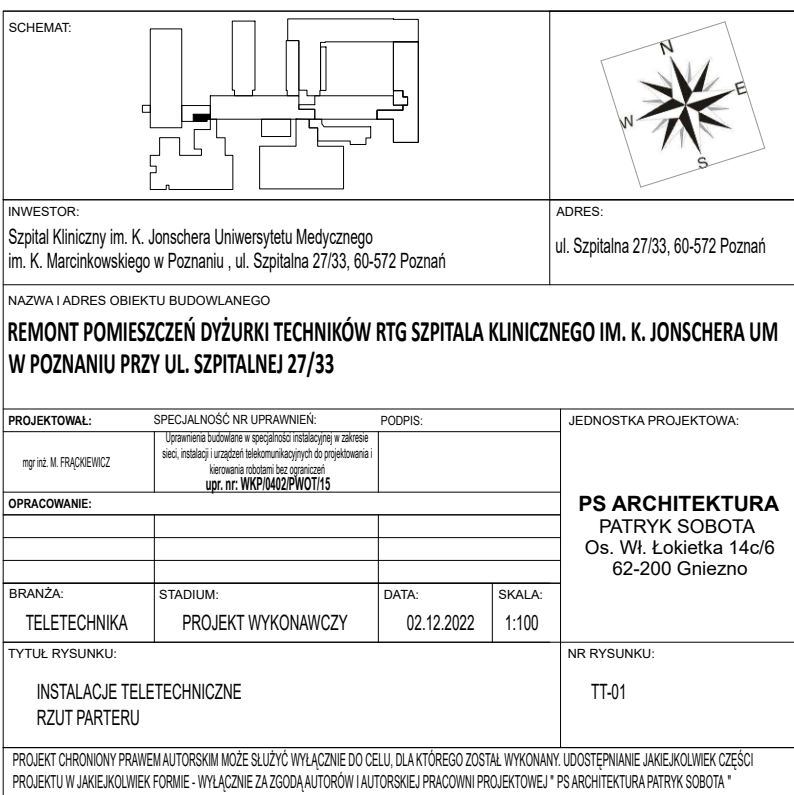 SCHEMAT:
N
E
W
S
INWESTOR:
Szpital Kliniczny im. K. Jonschera Uniwersytetu Medycznego
im. K. Marcinkowskiego w Poznaniu , ul. Szpitalna 27/33, 60-572 Poznań
ADRES:
ul. Szpitalna 27/33, 60-572 Poznań
NAZWA I ADRES OBIEKTU BUDOWLANEGO
REMONT POMIESZCZEŃ DYŻURKI TECHNIKÓW RTG SZPITALA KLINICZNEGO IM. K. JONSCHERA UM
W POZNANIU PRZY UL. SZPITALNEJ 27/33
PROJEKTOWAŁ:
SPECJALNOŚĆ NR UPRAWNIEŃ:
PODPIS:
mgr inż. M. FRĄCKIEWICZ
Uprawnienia budowlane w specjalności instalacyjnej w zakresie
sieci, instalacji i urządzeń telekomunikacyjnych do projektowania i
kierowania robotami bez ograniczeń
upr. nr: WKP/0402/PWOT/15
OPRACOWANIE:
JEDNOSTKA PROJEKTOWA:
PS ARCHITEKTURA
PATRYK SOBOTA
Os. Wł. Łokietka 14c/6
62-200 Gniezno
BRANŻA:
TELETECHNIKA
STADIUM:
PROJEKT WYKONAWCZY
DATA:
02.12.2022
SKALA:
1:100
TYTUŁ RYSUNKU:
INSTALACJE TELETECHNICZNE
RZUT PARTERU
NR RYSUNKU:
TT-01
PROJEKT CHRONIONY PRAWEM AUTORSKIM MOŻE SŁUŻYĆ WYŁĄCZNIE DO CELU, DLA KTÓREGO ZOSTAŁ WYKONANY. UDOSTĘPNIANIE JAKIEJKOLWIEK CZĘŚCI
PROJEKTU W JAKIEJKOLWIEK FORMIE - WYŁĄCZNIE ZA ZGODĄ AUTORÓW I AUTORSKIEJ PRACOWNI PROJEKTOWEJ " PS ARCHITEKTURA PATRYK SOBOTA "